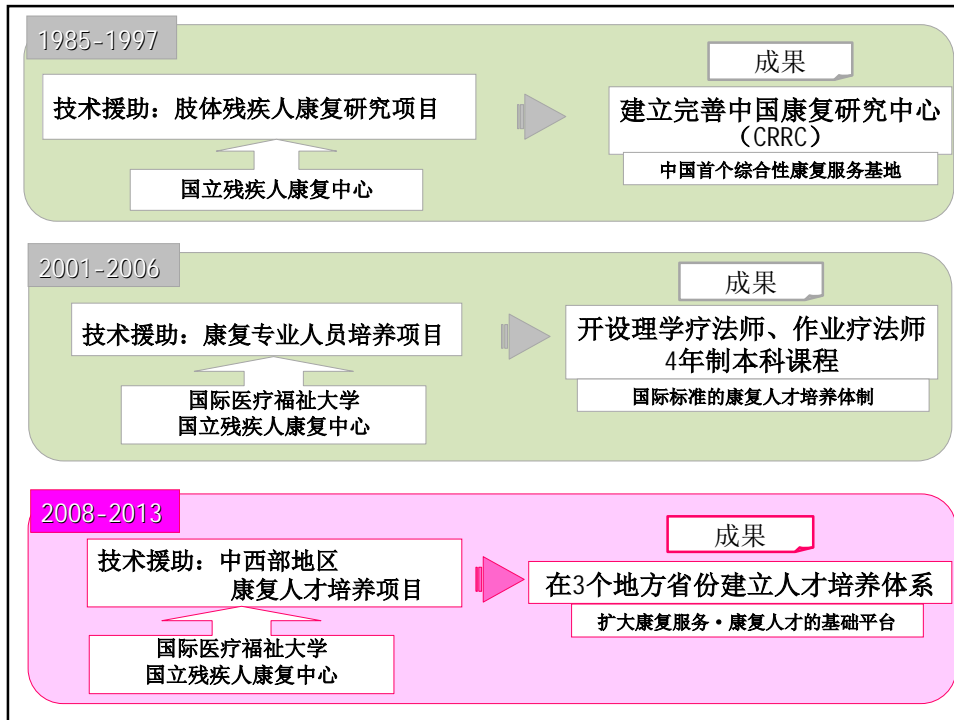 1985-1997
成果
技术援助：肢体残疾人康复研究项目
建立完善中国康复研究中心
（CRRC）
中国首个综合性康复服务基地
国立残疾人康复中心
2001-2006
成果
技术援助：康复专业人员培养项目
开设理学疗法师、作业疗法师
4年制本科课程
国际标准的康复人才培养体制
国际医疗福祉大学
国立残疾人康复中心
2008-2013
成果
技术援助：中西部地区
康复人才培养项目
在3个地方省份建立人才培养体系
扩大康复服务・康复人才的基础平台
国际医疗福祉大学
国立残疾人康复中心